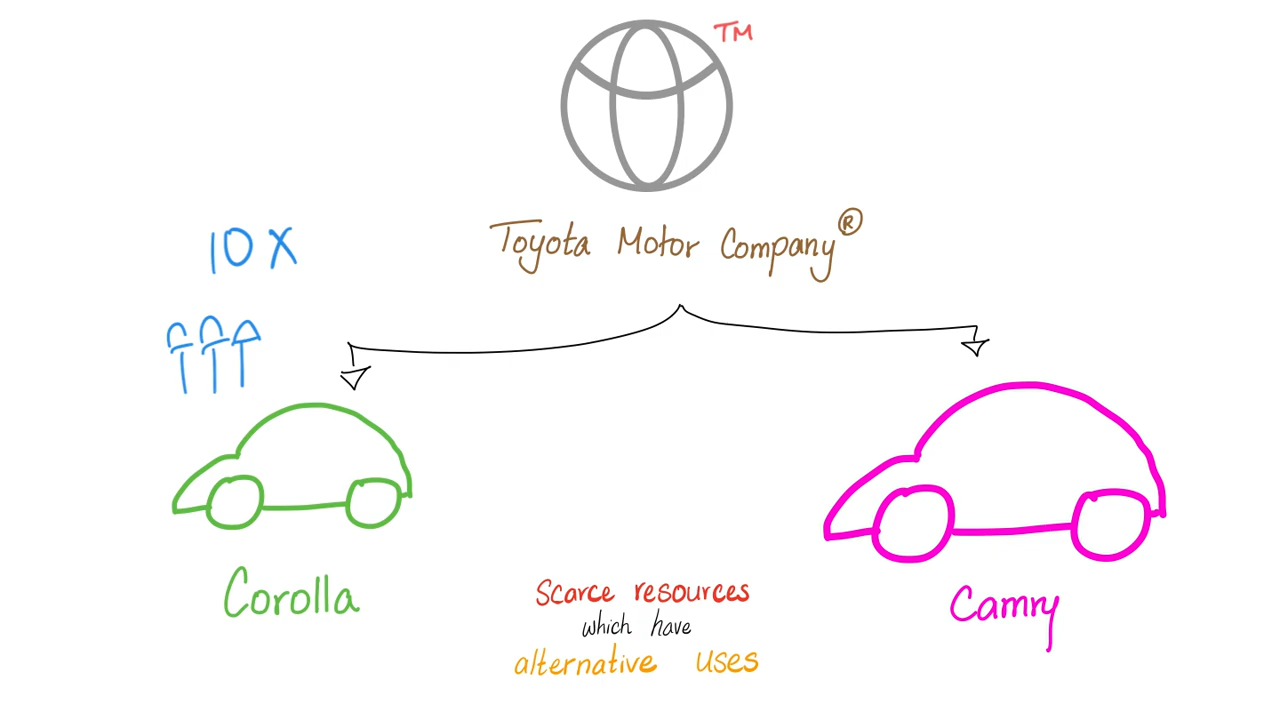 TM
Toyota Motor Company®
10 X
Corolla
Camry
Scarce resources
which have
alternative uses